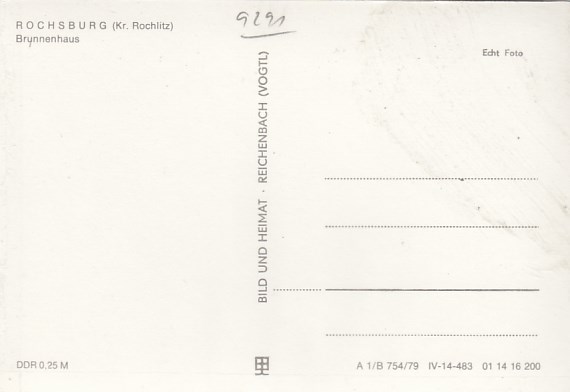 ROCHSBURG (Kr. Rochlitz)
Brunnenhaus
9291
Echt Foto
BILD UND HEIMAT · REICHENBACH (VOGTL)
DDR 0,25 M
A 1/B 754/79 IV-14-483 01 14 16 200